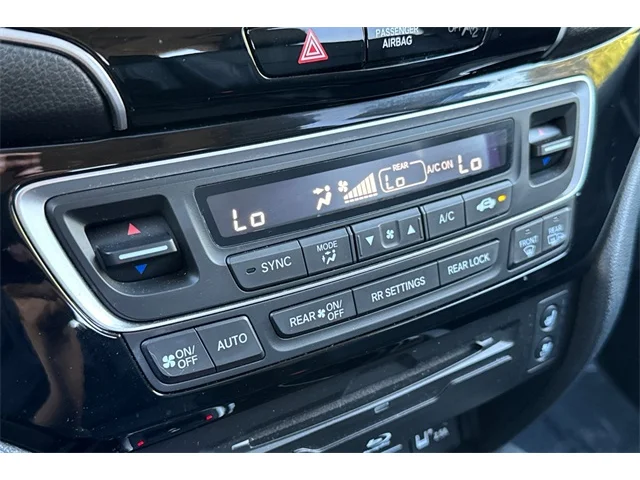 PASSENGER
AIRBAG
OFF
REAR
Lo Lo A/C ON Lo
SYNC
MODE
A/C
FRONT
REAR
REAR ON/OFF
RR SETTINGS
REAR LOCK
ON/OFF
AUTO